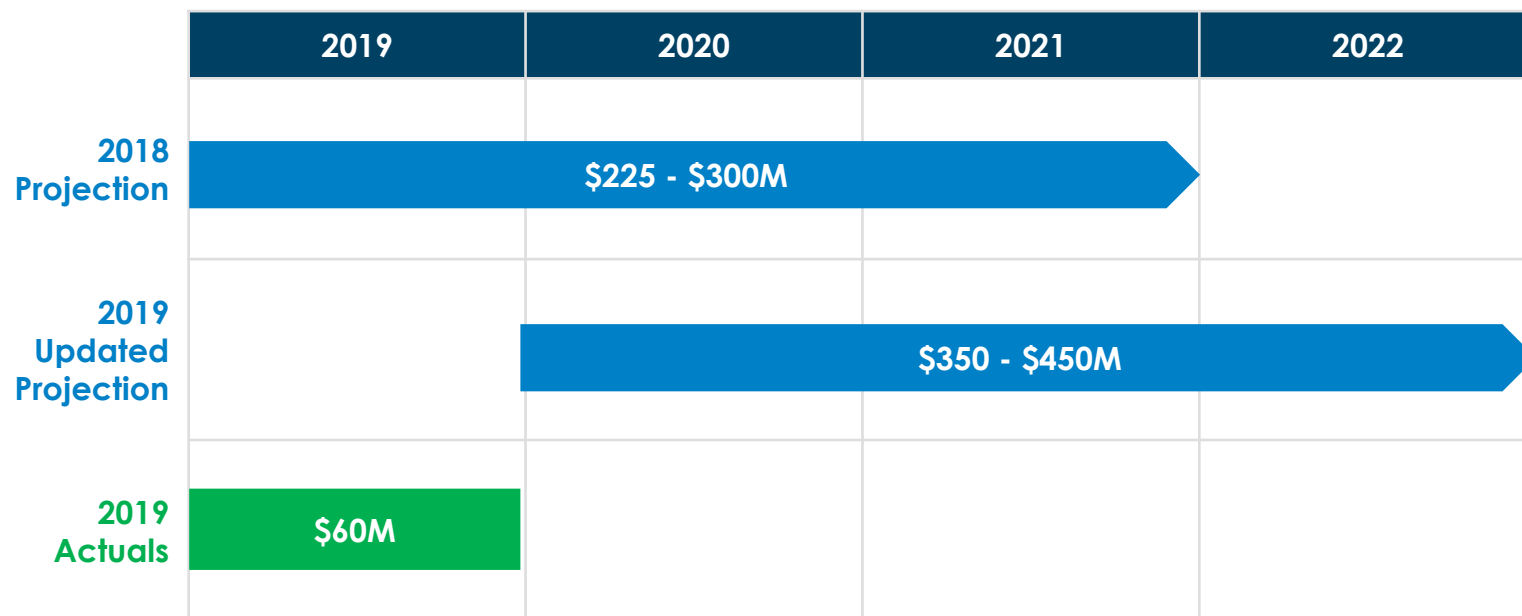 2019 2020 2021 2022
2018
Projection
$225 - $300M
2019
Updated
Projection
$350 - $450M
2019
Actuals
$60M